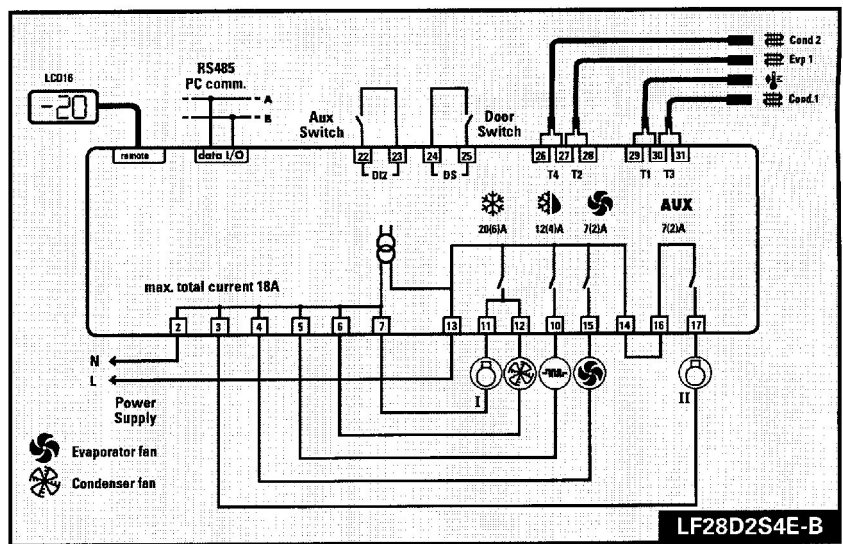 Cond 2
Evp 1
Cond.1
LCD16
-20
RS485
PC comm.
A
B
Aux
Switch
Door
Switch
remote
data I/O
22 23 24 25 26 27 28 29 30 31
DI2 DS T4 T2 T1 T3
AUX
20(6)A 12(4)A 7(2)A 7(2)A
max. total current 18A
2 3 4 5 6 7 13 11 12 10 15 14 16 17
N
L
I II
Power
Supply
Evaporator fan
Condenser fan
LF28D2S4E-B